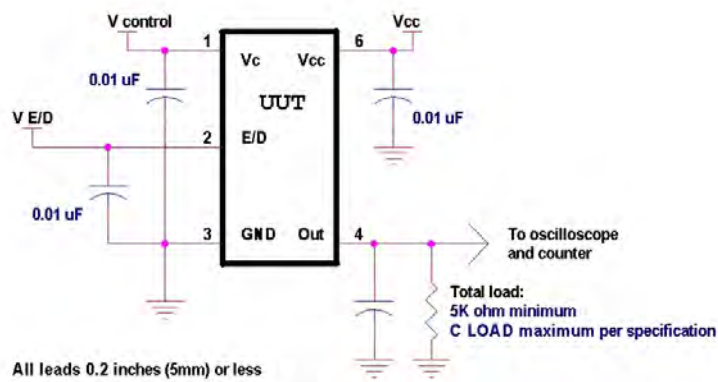 V control
1
6
Vcc
Vc
Vcc
0.01 uF
UUT
0.01 uF
V E/D
2
E/D
0.01 uF
3
GND
Out
4
To oscilloscope
and counter
Total load:
5K ohm minimum
C LOAD maximum per specification
All leads 0.2 inches (5mm) or less